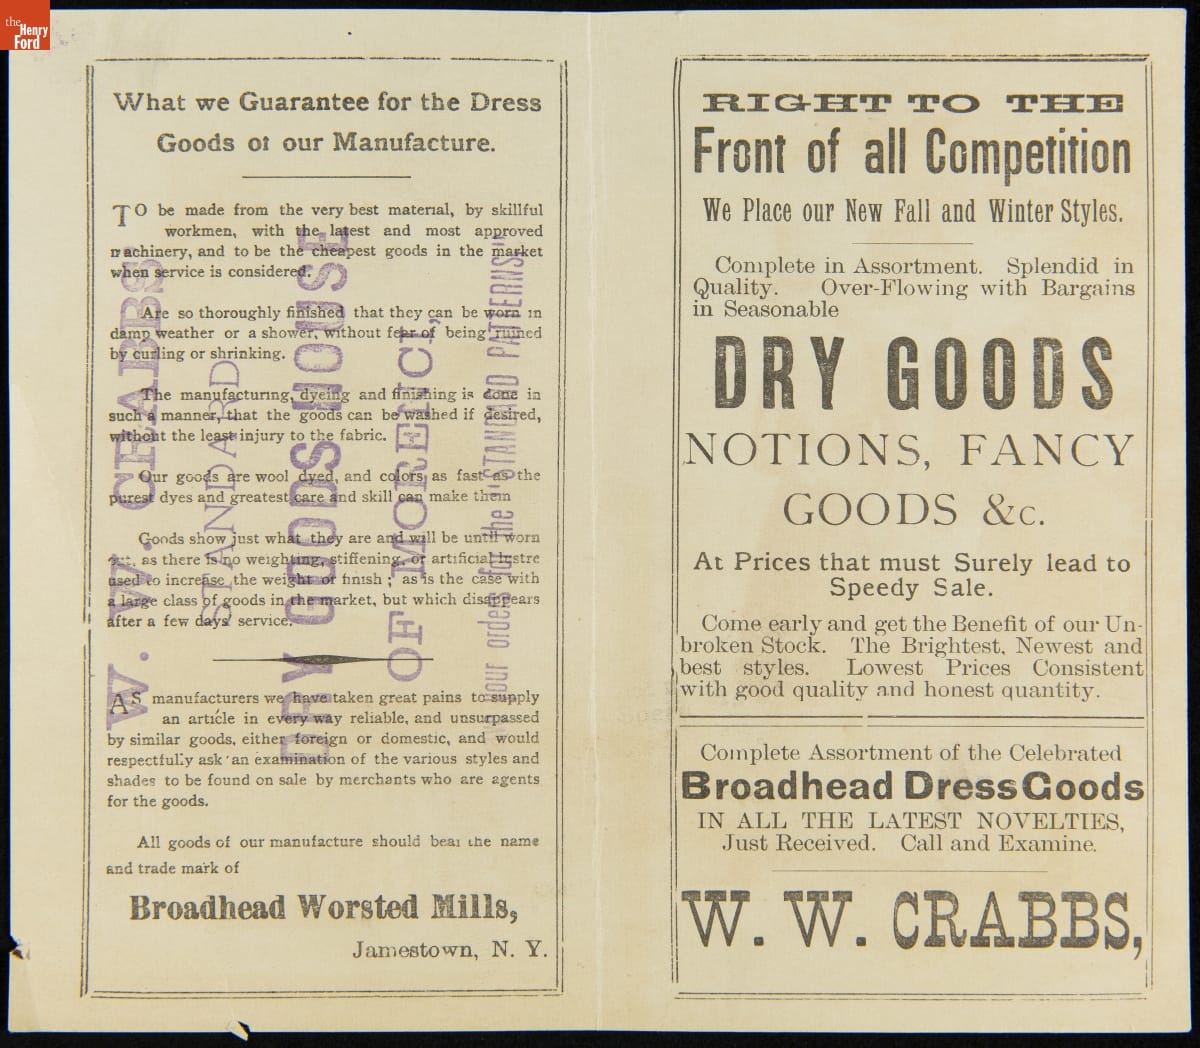 the
Henry
Ford
What we Guarantee for the Dress
Goods of our Manufacture.
TO be made from the very best material, by skillful
workmen, with the latest and most approved
machinery, and to be the cheapest goods in the market
when service is considered.
Are so thoroughly finished that they can be worn in
damp weather or a shower, without fear of being ruined
by curling or shrinking.
The manufacturing, dyeing and finishing is done in
such a manner, that the goods can be washed if desired,
without the least injury to the fabric.
Our goods are wool dyed, and colors as fast as the
purest dyes and greatest care and skill can make them
Goods show just what they are and will be until worn
out, as there is no weighting, stiffening, or artificial lustre
used to increase the weight or finish; as is the case with
a large class of goods in the market, but which disappears
after a few days' service.
AS manufacturers we have taken great pains to supply
an article in every way reliable, and unsurpassed
by similar goods, either foreign or domestic, and would
respectfully ask an examination of the various styles and
shades to be found on sale by merchants who are agents
for the goods.
All goods of our manufacture should bear the name
and trade mark of
Broadhead Worsted Mills,
Jamestown, N. Y.
W. W. CRABBS'
STANDARD
DRY GOODS HOUSE
OF MORENCI,
your orders for the "STANDARD PATTERNS"
RIGHT TO THE
Front of all Competition
We Place our New Fall and Winter Styles.
Complete in Assortment. Splendid in
Quality. Over-Flowing with Bargains
in Seasonable
DRY GOODS
NOTIONS, FANCY
GOODS &c.
At Prices that must Surely lead to
Speedy Sale.
Come early and get the Benefit of our Un-
broken Stock. The Brightest, Newest and
best styles. Lowest Prices Consistent
with good quality and honest quantity.
Complete Assortment of the Celebrated
Broadhead Dress Goods
IN ALL THE LATEST NOVELTIES,
Just Received. Call and Examine.
W. W. CRABBS,